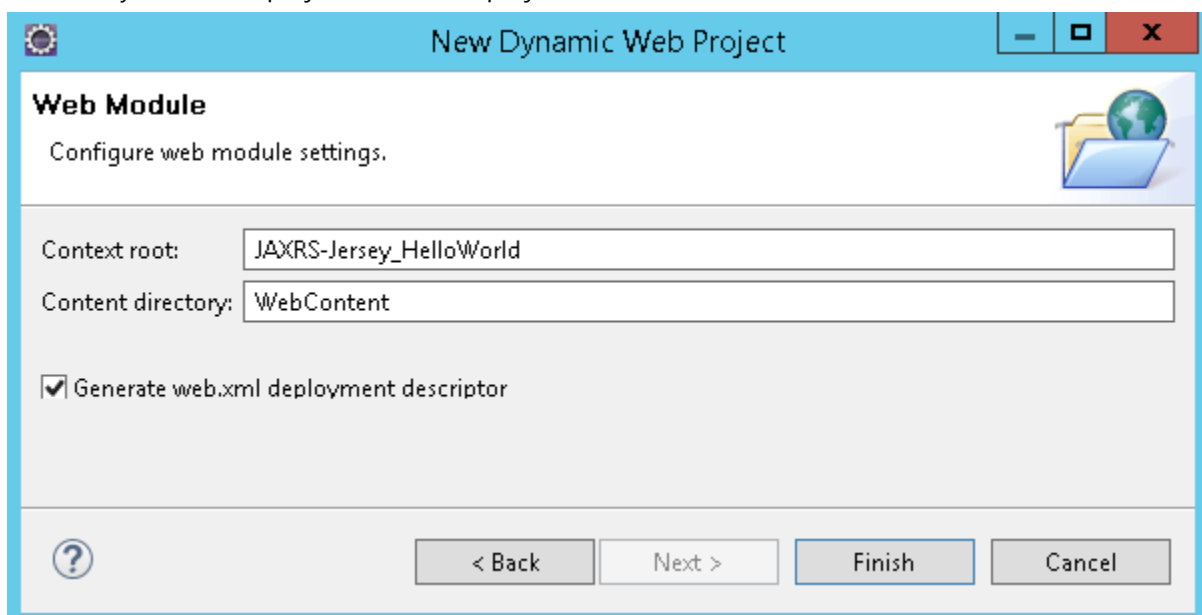 New Dynamic Web Project
Web Module
Configure web module settings.
Context root: JAXRS-Jersey_HelloWorld
Content directory: WebContent
Generate web.xml deployment descriptor
< Back Next > Finish Cancel